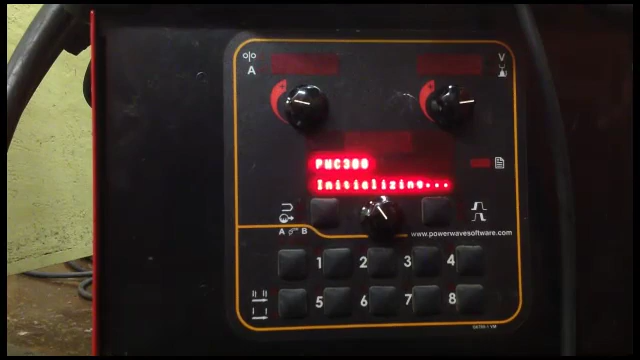 A
V
PWC300
Initializing...
A B
www.powerwavesoftware.com
1 2 3 4
5 6 7 8